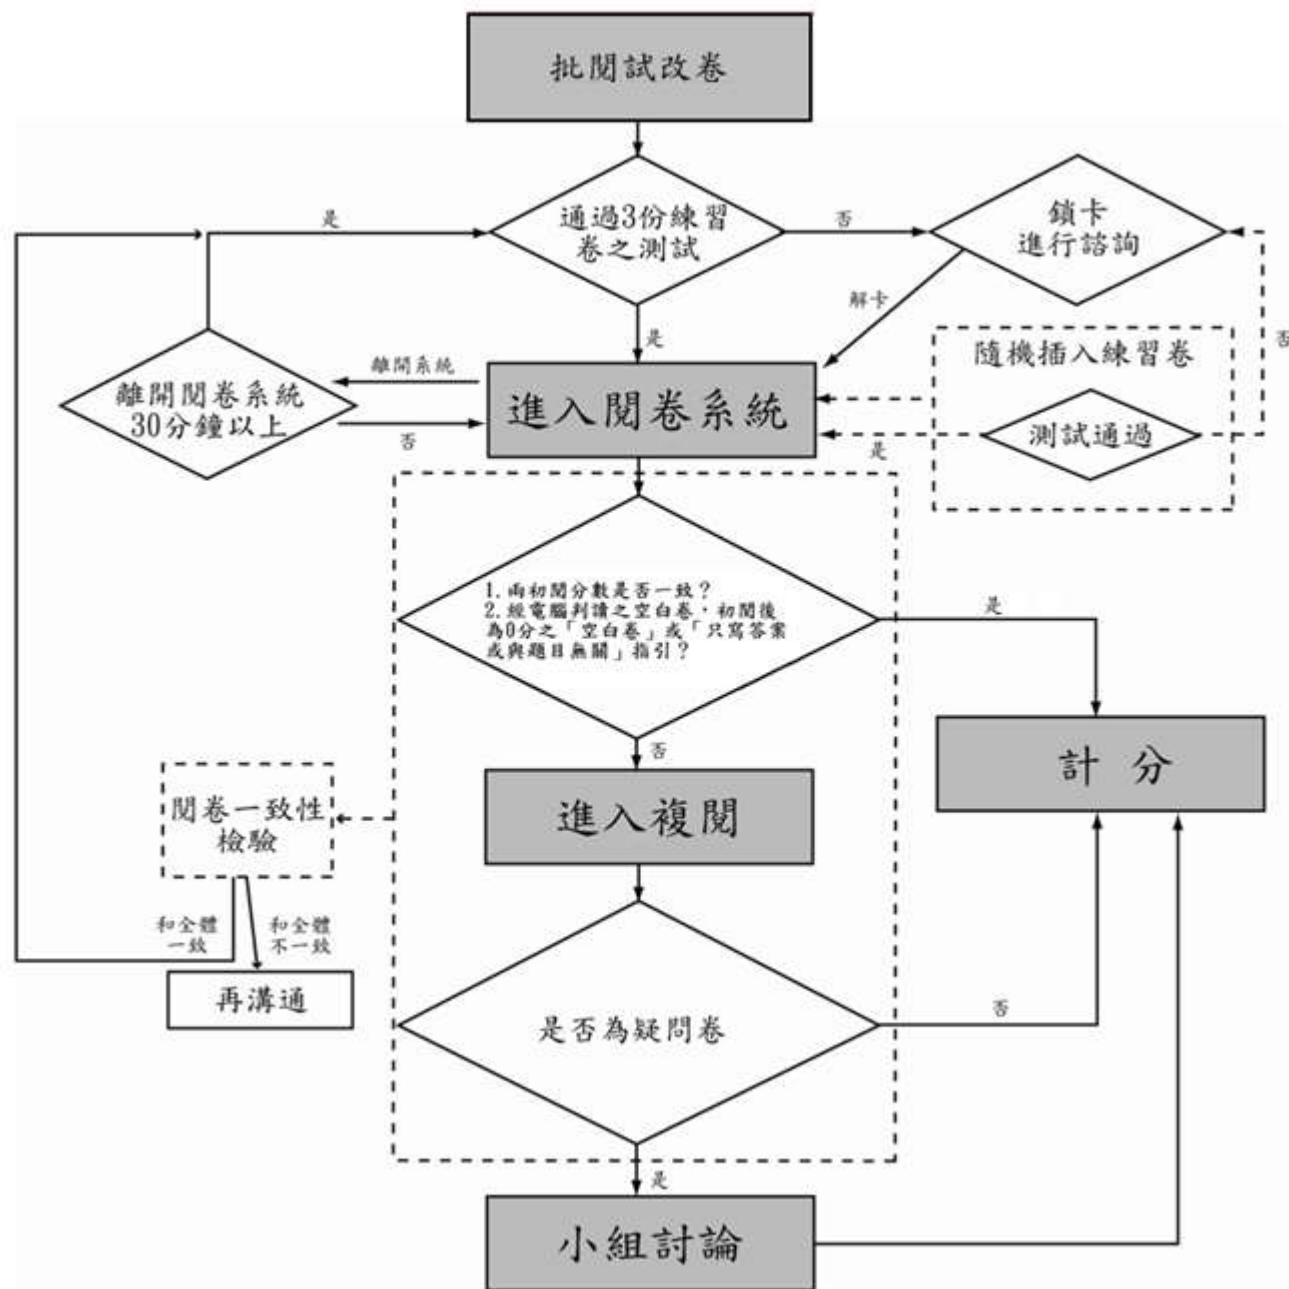 批閱試改卷
通過3份練習
卷之測試
是
否
鎖卡
進行諮詢
解卡
是
否
隨機插入練習卷
測試通過
是
離開閱卷系統
30分鐘以上
離開系統
否
進入閱卷系統
1.兩初閱分數是否一致？
2.經電腦判讀之空白卷，初閱後
為0分之「空白卷」或「只寫答案
或與題目無關」指引？
是
否
計 分
進入複閱
閱卷一致性
檢驗
和全體
一致
和全體
不一致
再溝通
是否為疑問卷
否
是
小組討論